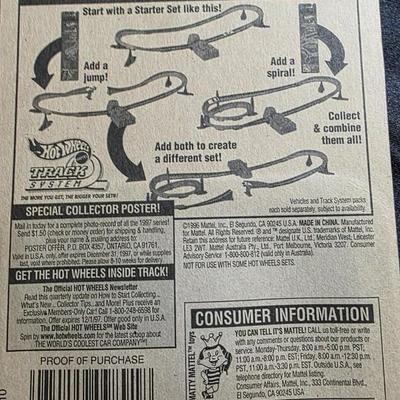 Start with a Starter Set like this!
Add a
jump!
Add a
spiral!
Collect
& combine
them all!
Add both to create
a different set!
HOT WHEELS
TRACK
SYSTEM
THE MORE YOU GET, THE BIGGER YOUR SETS!
Vehicles and Track System packs
each sold separately, subject to availability.
SPECIAL COLLECTOR POSTER!
Mail in today for a complete photo-record of all the 1997 series!
Send $1.50 (check or money order) for shipping & handling,
plus your name & mailing address to:
POSTER OFFER, P.O. BOX 4357, ONTARIO, CA 91761.
Valid in U.S.A. only, offer expires December 31, 1997, or while supplies
last, void where prohibited. Please allow 8-10 weeks for delivery.
GET THE HOT WHEELS INSIDE TRACK!
The Official HOT WHEELS Newsletter
Read this quarterly update on How to Start Collecting...
What's New... Collector Tips...and More! Plus receive an
Exclusive Members-Only Car! Call 1-800-248-6598 for
information. Offer expires 12/1/97. Offer good only in U.S.A.
The Official HOT WHEELS℠ Web Site
Spin by www.hotwheels.com for the latest scoop about
THE WORLD'S COOLEST CAR COMPANY™!
PROOF OF PURCHASE
©1996 Mattel, Inc., El Segundo, CA 90245 U.S.A. MADE IN CHINA. Manufactured
for Mattel. All Rights Reserved. ® and ™ designate U.S. trademarks of Mattel, Inc.
Retain this address for future reference: Mattel U.K., Ltd., Meridian West, Leicester
LE3 2WT. Mattel Australia Pty., Ltd., Port Melbourne, Victoria 3207. Consumer
Advisory Service 1-800-800-812 (valid only in Australia).
NOT FOR USE WITH SOME HOT WHEELS SETS.
CONSUMER INFORMATION
MATTY MATTEL™ toys
YOU CAN TELL IT'S MATTEL! CALL us toll-free or write
with any comments or questions about our products or
service. Monday-Thursday, 8:00 a.m.-5:00 p.m. PST,
11:00 a.m.-8:00 p.m. EST; Friday, 8:00 a.m.-12:30 p.m.
PST, 11:00 a.m.-3:30 p.m. EST. Outside U.S.A., see
telephone directory for Mattel listing.
Consumer Affairs, Mattel, Inc., 333 Continental Blvd.,
El Segundo, CA 90245 USA